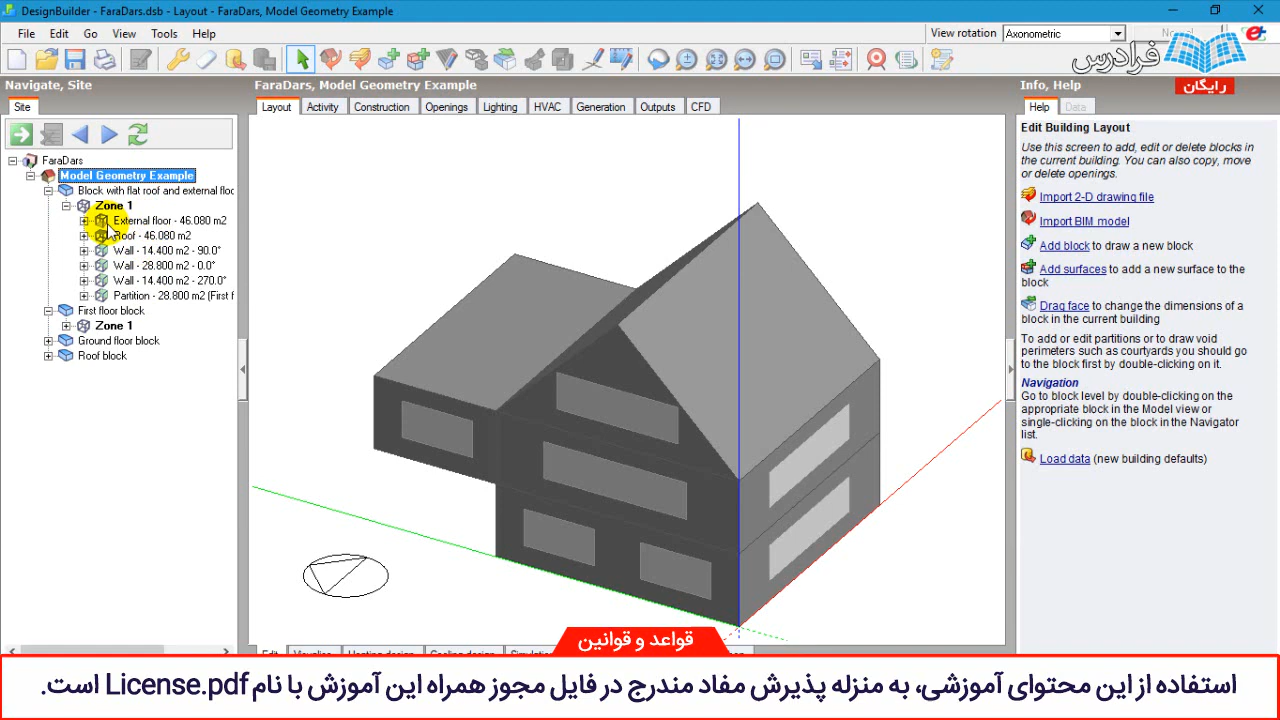 DesignBuilder - FaraDars.dsb - Layout - FaraDars, Model Geometry Example
File Edit Go View Tools Help
View rotation Axonometric
Normal
فرادرس
رایگان
Navigate, Site
Site
FaraDars
Model Geometry Example
Block with flat roof and external floo
Zone 1
External floor - 46.080 m2
Roof - 46.080 m2
Wall - 14.400 m2 - 90.0°
Wall - 28.800 m2 - 0.0°
Wall - 14.400 m2 - 270.0°
Partition - 28.800 m2 (First f
First floor block
Zone 1
Ground floor block
Roof block
FaraDars, Model Geometry Example
Layout Activity Construction Openings Lighting HVAC Generation Outputs CFD
Info, Help
Help Data
Edit Building Layout
Use this screen to add, edit or delete blocks in
the current building. You can also copy, move
or delete openings.
Import 2-D drawing file
Import BIM model
Add block to draw a new block
Add surfaces to add a new surface to the
block
Drag face to change the dimensions of a
block in the current building
To add or edit partitions or to draw void
perimeters such as courtyards you should go
to the block first by double-clicking on it.
Navigation
Go to block level by double-clicking on the
appropriate block in the Model view or
single-clicking on the block in the Navigator
list.
Load data (new building defaults)
قواعد و قوانین
استفاده از این محتوای آموزشی، به منزله پذیرش مفاد مندرج در فایل مجوز همراه این آموزش با نام License.pdf است.